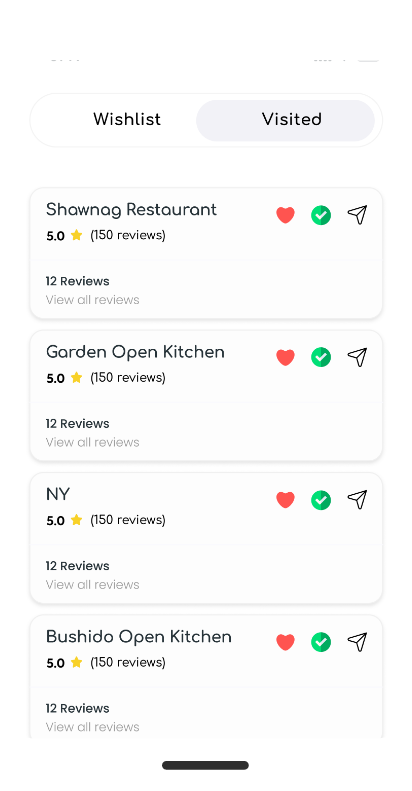 Wishlist Visited
Shawnag Restaurant
5.0 (150 reviews)
12 Reviews
View all reviews
Garden Open Kitchen
5.0 (150 reviews)
12 Reviews
View all reviews
NY
5.0 (150 reviews)
12 Reviews
View all reviews
Bushido Open Kitchen
5.0 (150 reviews)
12 Reviews
View all reviews